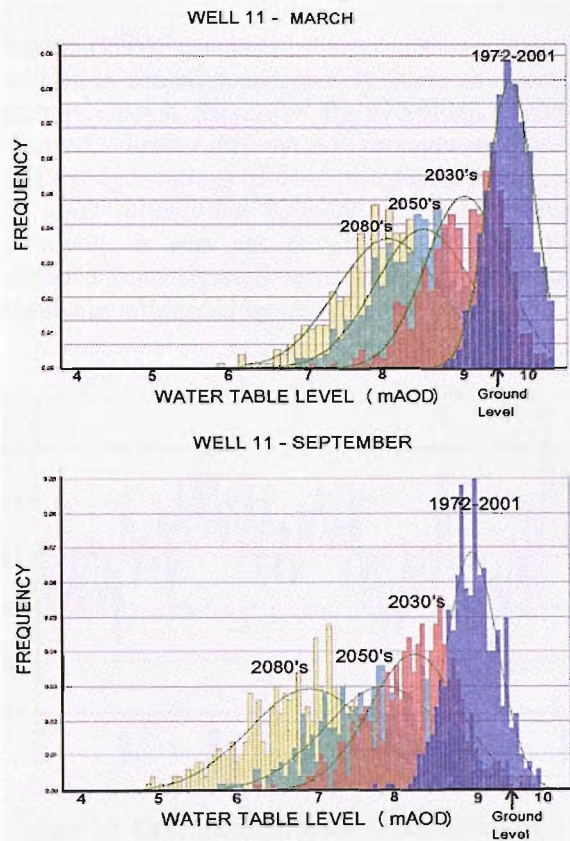 WELL 11 - MARCH
1972-2001
2030's
2050's
2080's
FREQUENCY
4 5 6 7 8 9 10
WATER TABLE LEVEL ( mAOD)
Ground
Level
WELL 11 - SEPTEMBER
1972-2001
2030's
2050's
2080's
FREQUENCY
4 5 6 7 8 9 10
WATER TABLE LEVEL ( mAOD)
Ground
Level